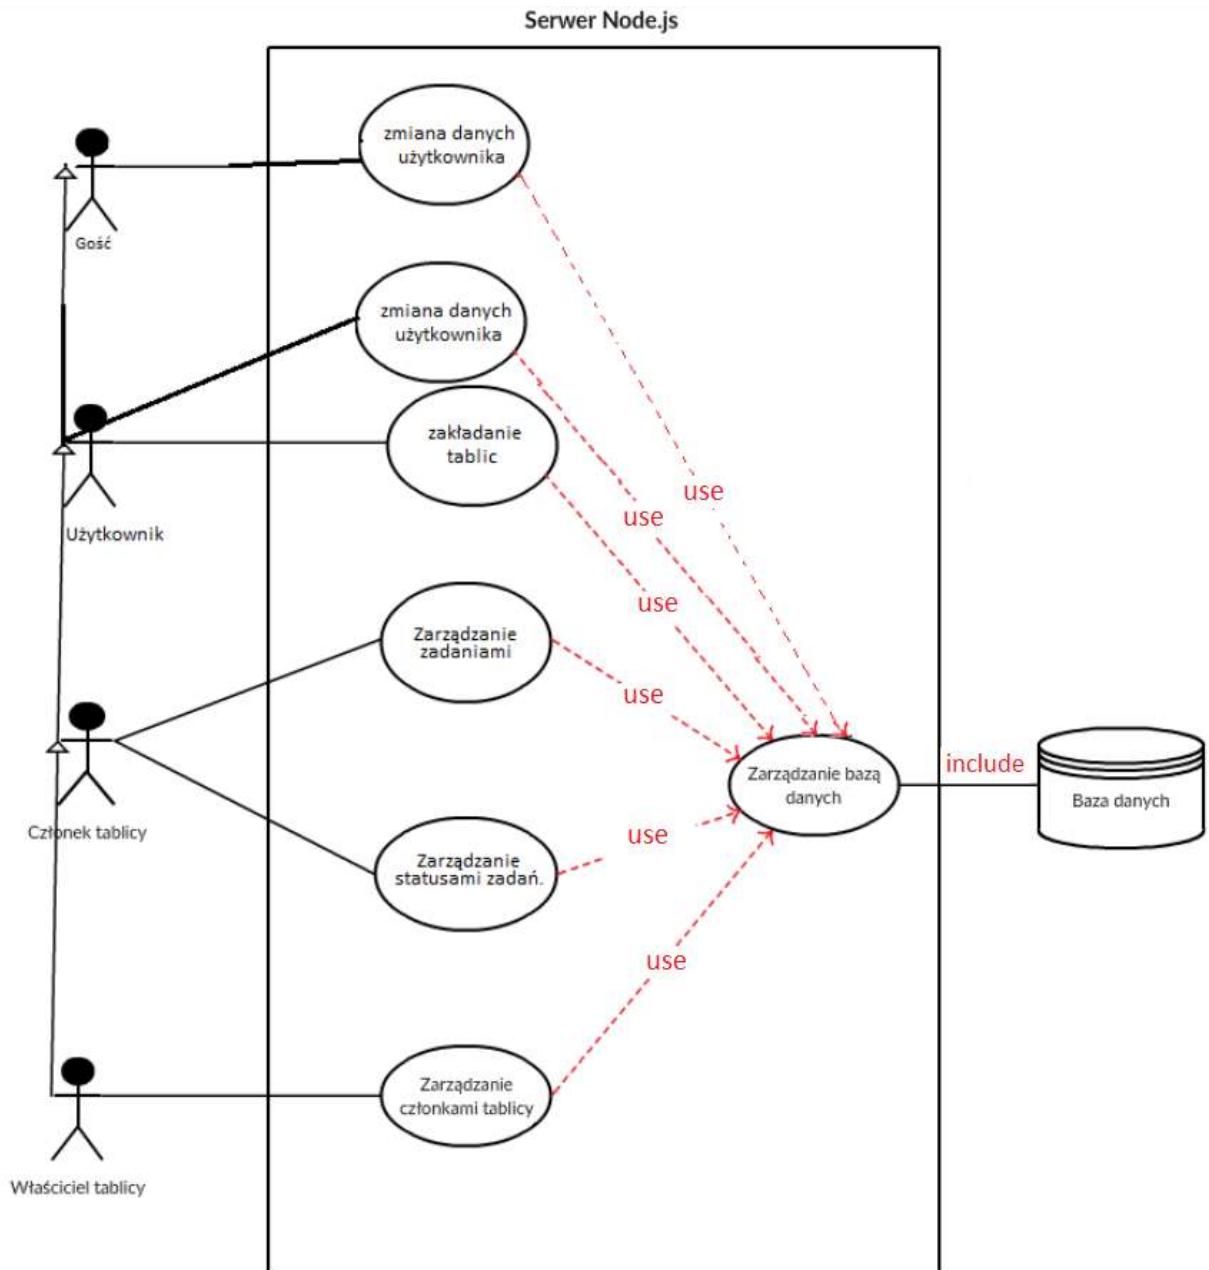 Serwer Node.js
zmiana danych
użytkownika
Gość
zmiana danych
użytkownika
zakładanie
tablic
use
use
Użytkownik
use
Zarządzanie
zadaniami
use
Zarządzanie bazą
danych
include
Baza danych
Członek tablicy
use
Zarządzanie
statusami zadań.
use
Zarządzanie
członkami tablicy
Właściciel tablicy